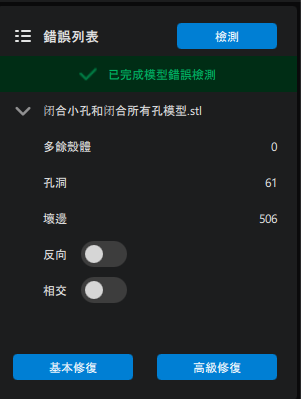 錯誤列表
檢測
已完成模型錯誤檢測
闭合小孔和闭合所有孔模型.stl
多餘殼體 0
孔洞 61
壞邊 506
反向
相交
基本修復
高級修復